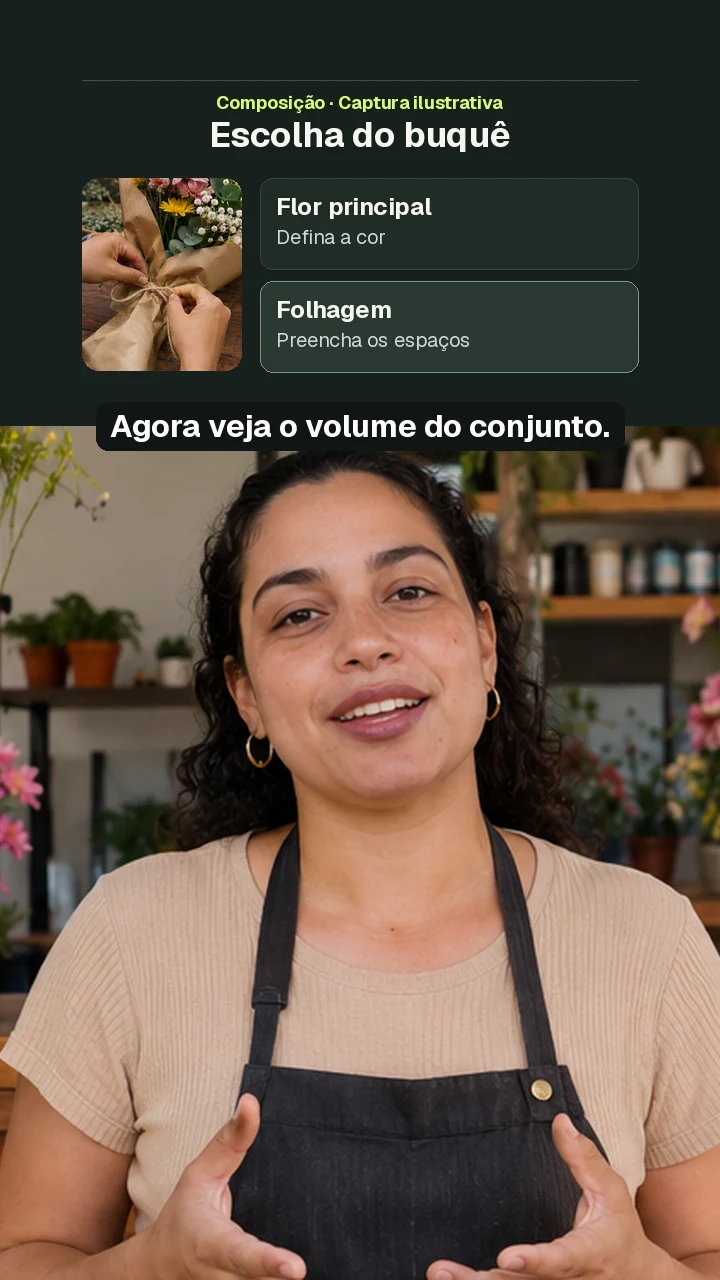 Composição · Captura ilustrativa
Escolha do buquê
Flor principal
Defina a cor
Folhagem
Preencha os espaços
Agora veja o volume do conjunto.